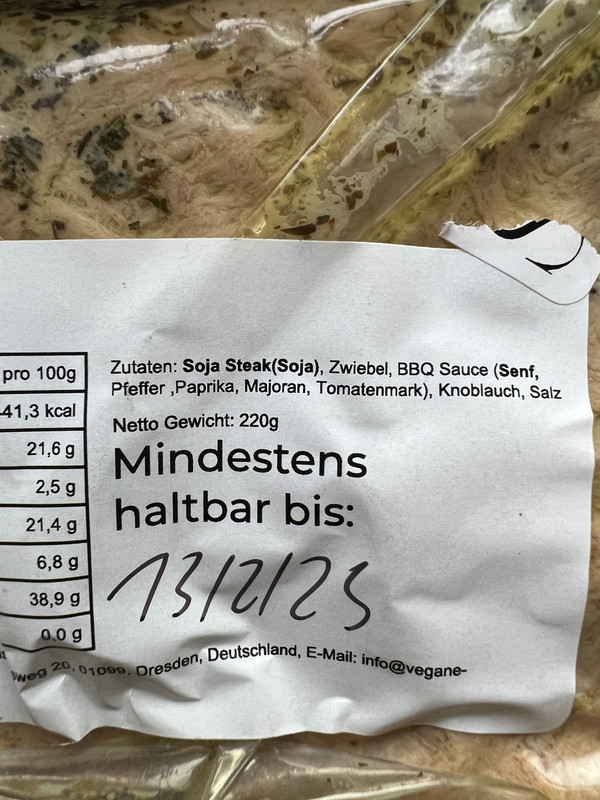 pro 100g
41,3 kcal
21,6 g
2,5 g
21,4 g
6,8 g
38,9 g
0,0 g
Zutaten: Soja Steak(Soja), Zwiebel, BBQ Sauce (Senf,
Pfeffer ,Paprika, Majoran, Tomatenmark), Knoblauch, Salz
Netto Gewicht: 220g
Mindestens
haltbar bis:
13/2/25
weg 20, 01099. Dresden, Deutschland, E-Mail: info@vegane-